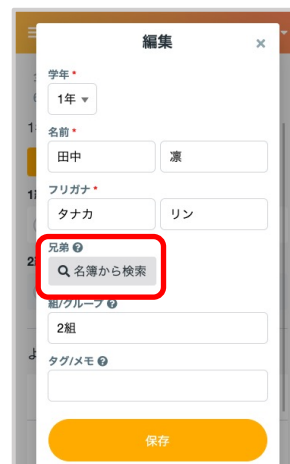 編集 ×
学年 *
1年
名前 *
田中 凛
フリガナ *
タナカ リン
兄弟 ?
名簿から検索
組/グループ ?
2組
タグ/メモ ?
保存